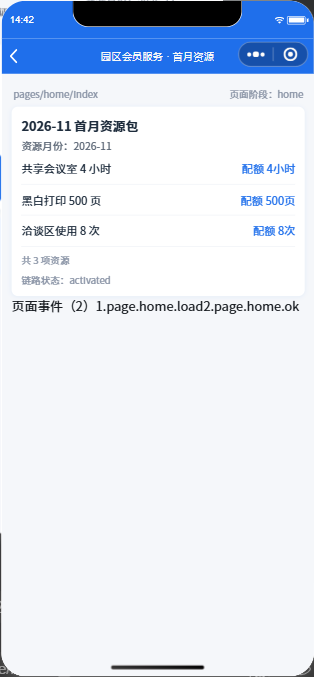 14:42
园区会员服务 · 首月资源
pages/home/index
页面阶段：home
2026-11 首月资源包
资源月份：2026-11
共享会议室 4 小时
配额 4小时
黑白打印 500 页
配额 500页
洽谈区使用 8 次
配额 8次
共 3 项资源
链路状态：activated
页面事件（2）1.page.home.load2.page.home.ok